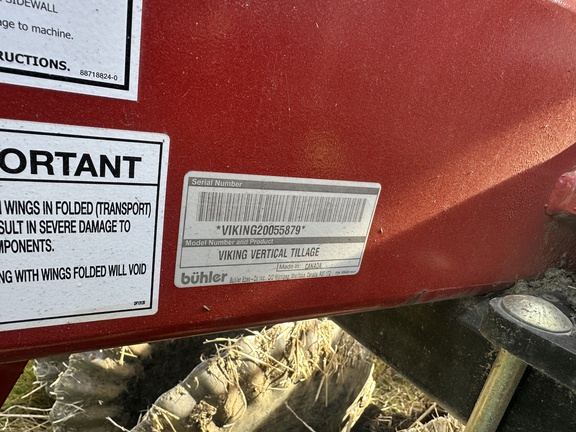 SIDEWALL
age to machine.
RUCTIONS.
88718824-0
ORTANT
WINGS IN FOLDED (TRANSPORT)
SULT IN SEVERE DAMAGE TO
MPONENTS.
NG WITH WINGS FOLDED WILL VOID
Serial Number
*VIKING20055879*
Model Number and Product
VIKING VERTICAL TILLAGE
Made in: CANADA
bühler